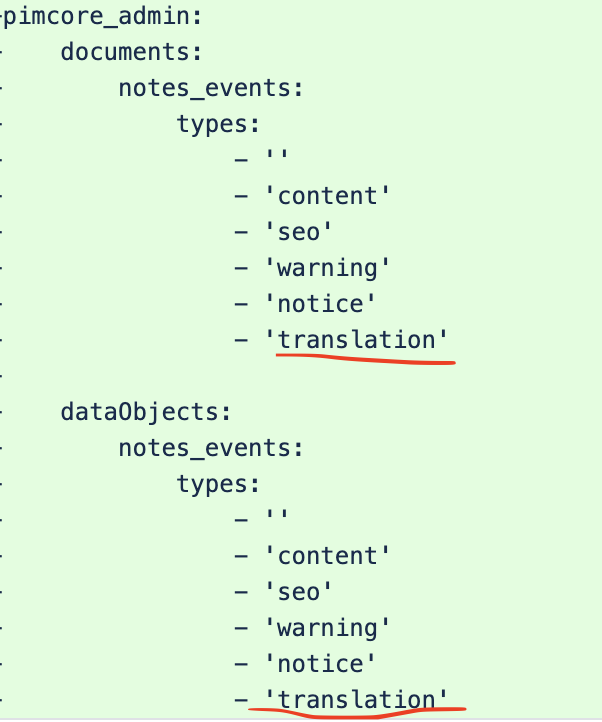 pimcore_admin:
    documents:
        notes_events:
            types:
                - ''
                - 'content'
                - 'seo'
                - 'warning'
                - 'notice'
                - 'translation'

    dataObjects:
        notes_events:
            types:
                - ''
                - 'content'
                - 'seo'
                - 'warning'
                - 'notice'
                - 'translation'